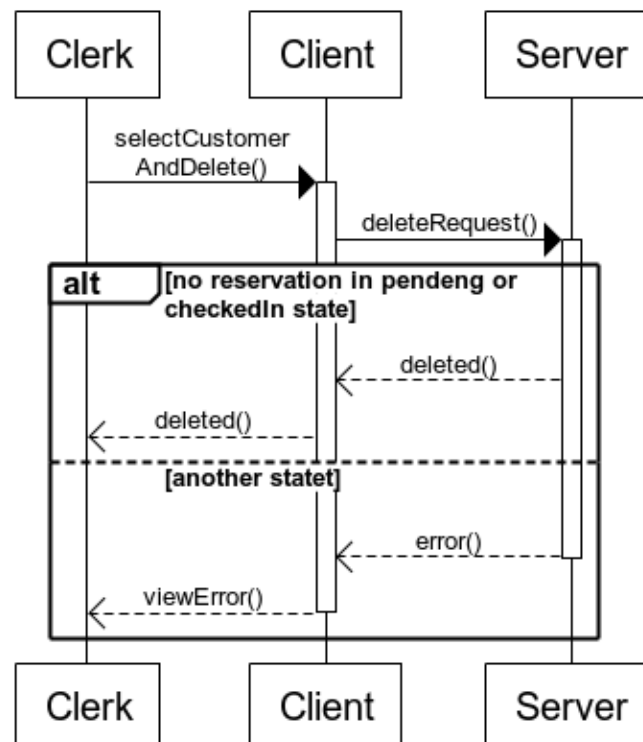 Clerk
Client
Server
selectCustomer
AndDelete()
deleteRequest()
alt
[no reservation in pendeng or
checkedIn state]
deleted()
deleted()
[another statet]
error()
viewError()
Clerk
Client
Server